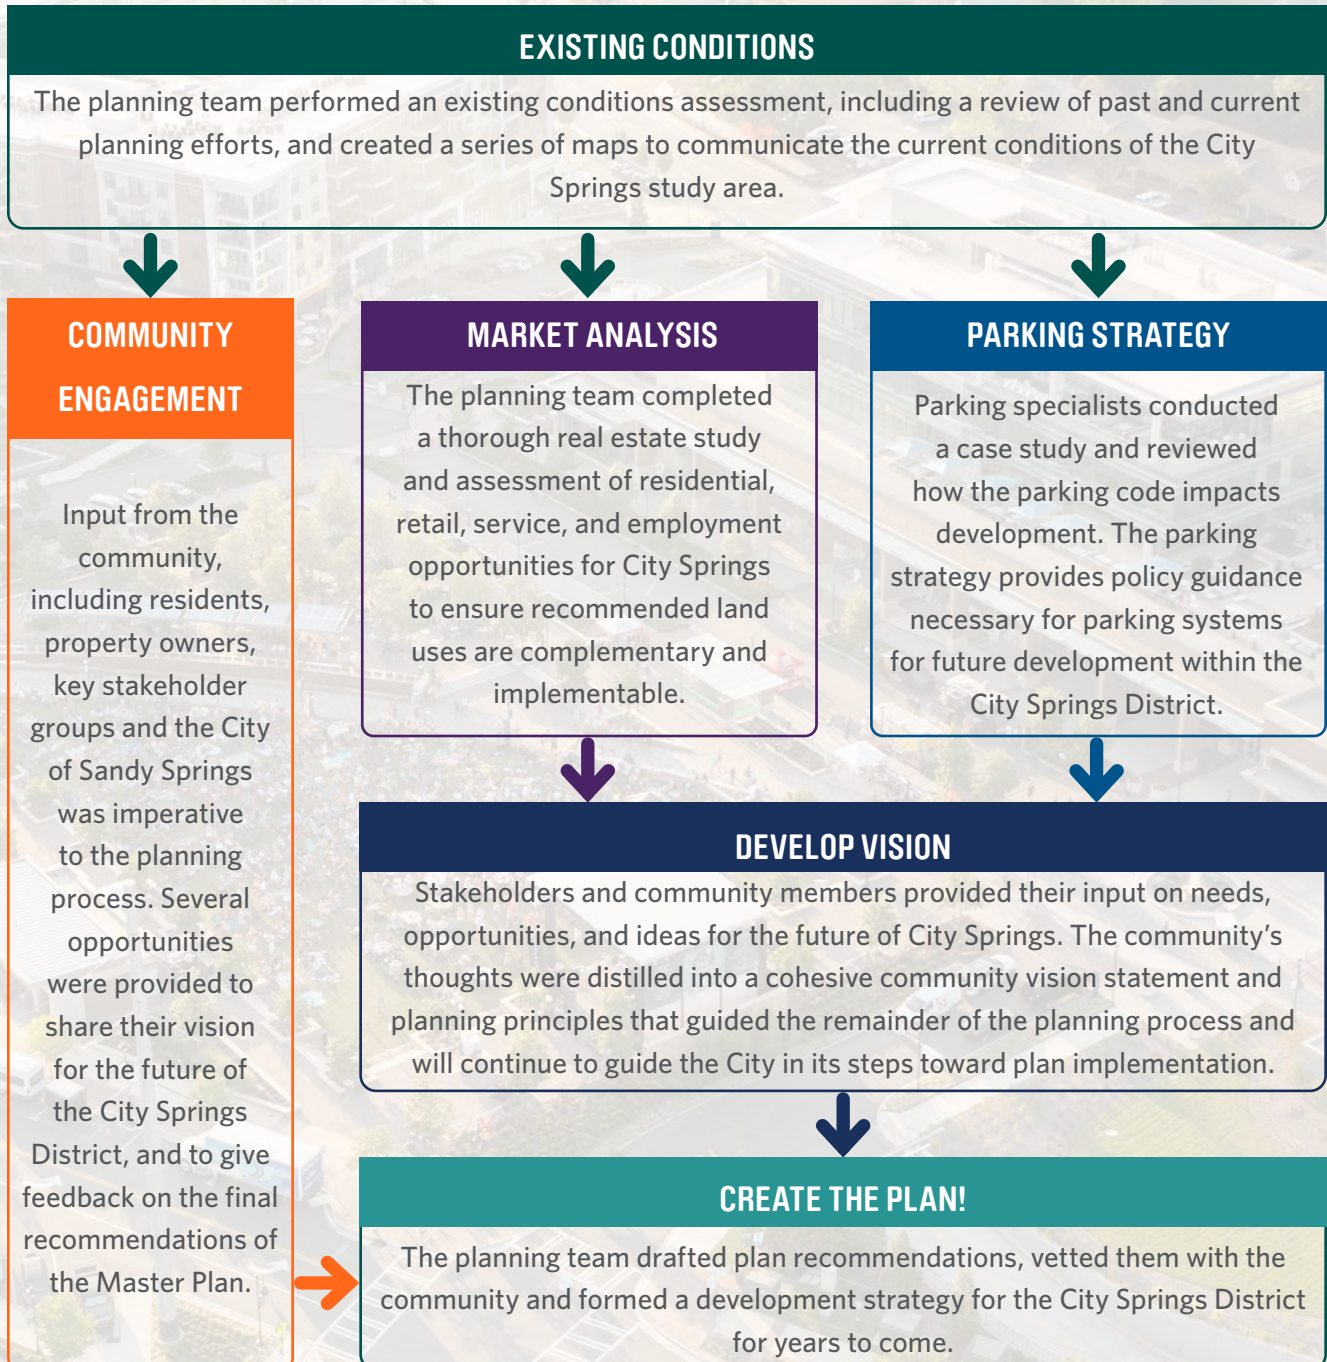 EXISTING CONDITIONS
The planning team performed an existing conditions assessment, including a review of past and current
planning efforts, and created a series of maps to communicate the current conditions of the City
Springs study area.
COMMUNITY
ENGAGEMENT
Input from the
community,
including residents,
property owners,
key stakeholder
groups and the City
of Sandy Springs
was imperative
to the planning
process. Several
opportunities
were provided to
share their vision
for the future of
the City Springs
District, and to give
feedback on the final
recommendations of
the Master Plan.
MARKET ANALYSIS
The planning team completed
a thorough real estate study
and assessment of residential,
retail, service, and employment
opportunities for City Springs
to ensure recommended land
uses are complementary and
implementable.
PARKING STRATEGY
Parking specialists conducted
a case study and reviewed
how the parking code impacts
development. The parking
strategy provides policy guidance
necessary for parking systems
for future development within the
City Springs District.
DEVELOP VISION
Stakeholders and community members provided their input on needs,
opportunities, and ideas for the future of City Springs. The community’s
thoughts were distilled into a cohesive community vision statement and
planning principles that guided the remainder of the planning process and
will continue to guide the City in its steps toward plan implementation.
CREATE THE PLAN!
The planning team drafted plan recommendations, vetted them with the
community and formed a development strategy for the City Springs District
for years to come.